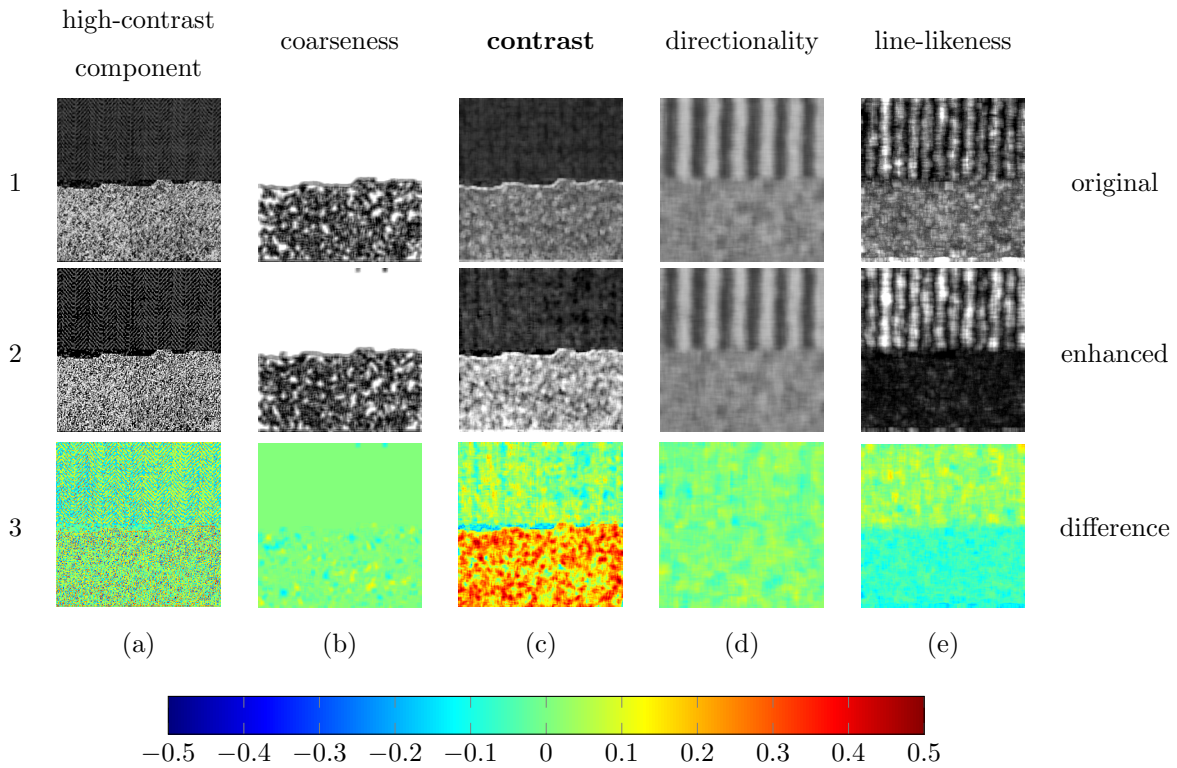 high-contrast
component
coarseness
contrast
directionality
line-likeness
1
original
2
enhanced
3
difference
(a)
(b)
(c)
(d)
(e)
−0.5 −0.4 −0.3 −0.2 −0.1 0 0.1 0.2 0.3 0.4 0.5